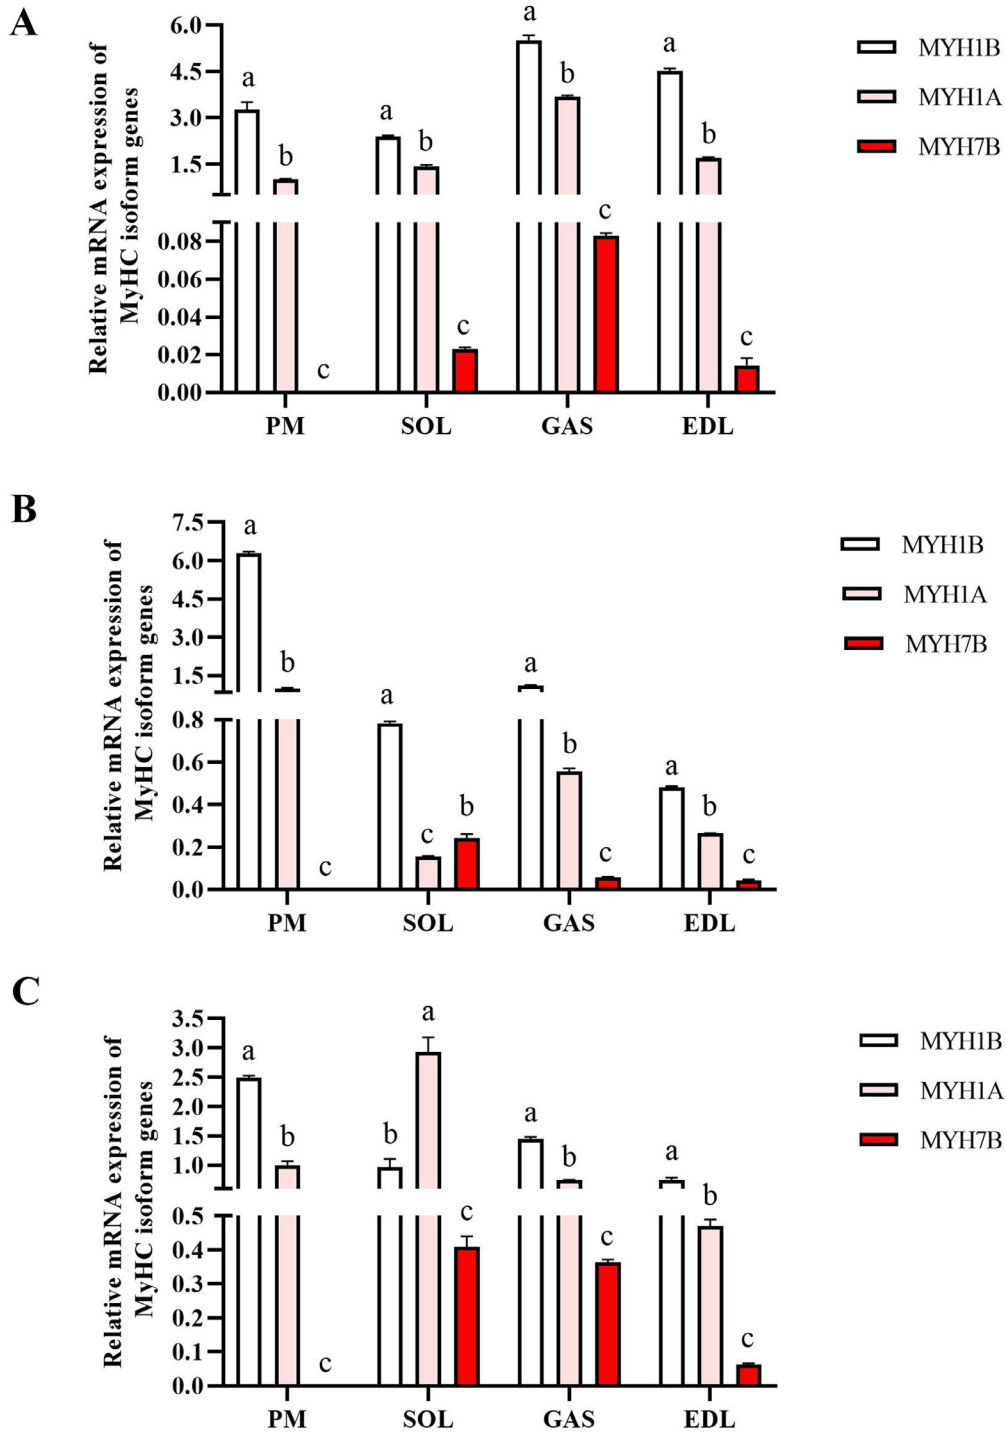 A
Relative mRNA expression of
MyHC isoform genes
6.0
4.5
3.0
1.5
0.08
0.06
0.04
0.02
0.00
a
b
c
a
b
c
a
b
c
a
b
c
PM
SOL
GAS
EDL
MYH1B
MYH1A
MYH7B
B
Relative mRNA expression of
MyHC isoform genes
7.5
6.0
4.5
3.0
1.5
0.8
0.6
0.4
0.2
0.0
a
b
c
a
c
b
a
b
c
a
b
c
PM
SOL
GAS
EDL
MYH1B
MYH1A
MYH7B
C
Relative mRNA expression of
MyHC isoform genes
3.5
3.0
2.5
2.0
1.5
1.0
0.5
0.4
0.3
0.2
0.1
0.0
a
b
c
b
a
c
a
b
c
a
b
c
PM
SOL
GAS
EDL
MYH1B
MYH1A
MYH7B